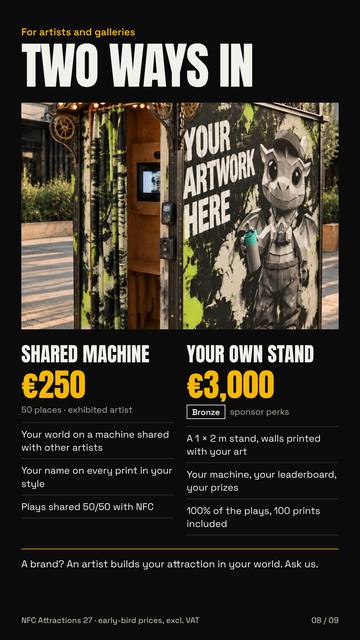 For artists and galleries
TWO WAYS IN
YOUR
ARTWORK
HERE
SHARED MACHINE
€250
50 places · exhibited artist
Your world on a machine shared
with other artists
Your name on every print in your
style
Plays shared 50/50 with NFC
YOUR OWN STAND
€3,000
Bronze sponsor perks
A 1 × 2 m stand, walls printed
with your art
Your machine, your leaderboard,
your prizes
100% of the plays, 100 prints
included
A brand? An artist builds your attraction in your world. Ask us.
NFC Attractions 27 · early-bird prices, excl. VAT
08 / 09